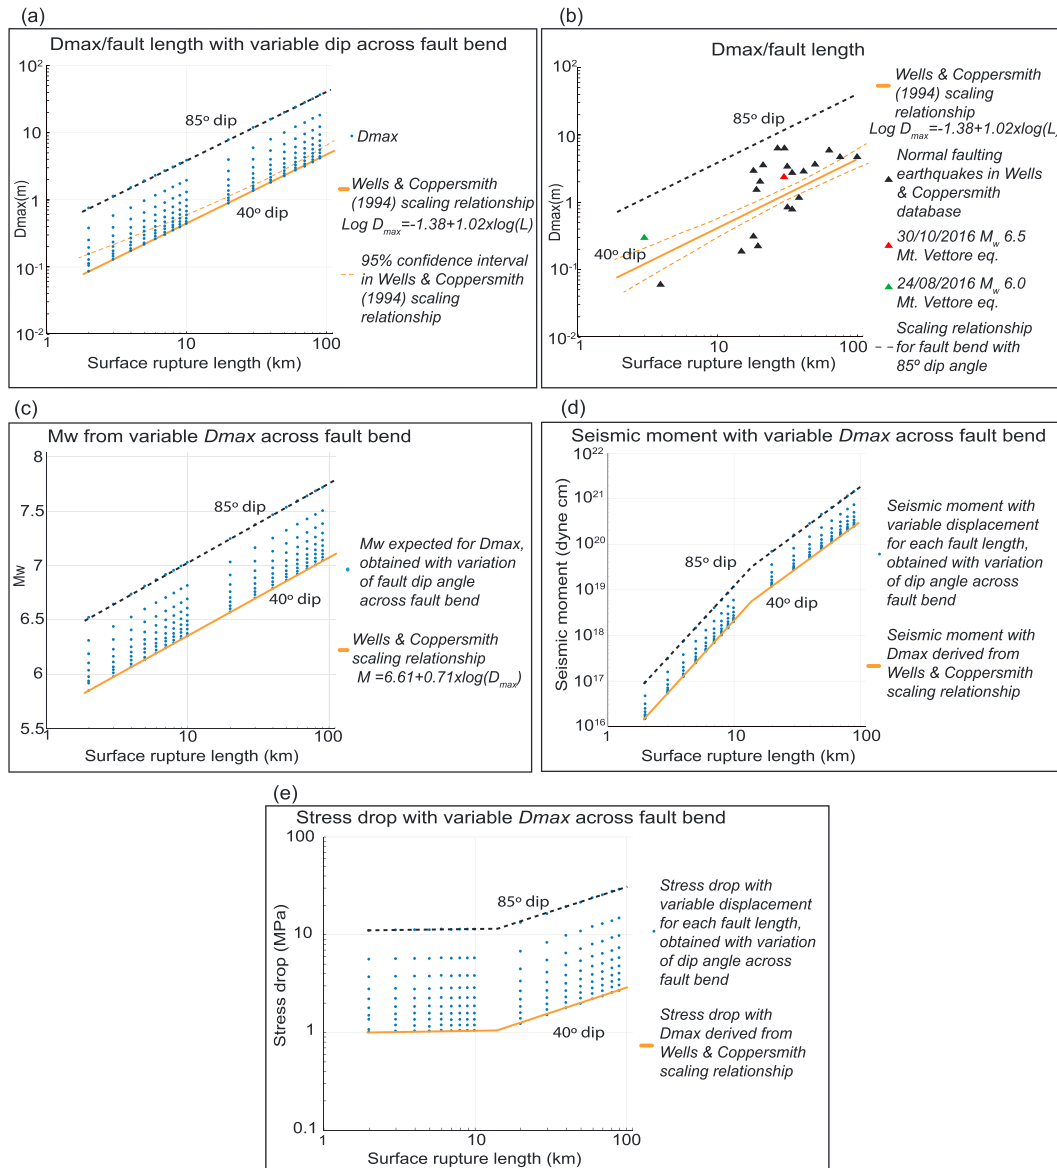 (a)
Dmax/fault length with variable dip across fault bend
10²
10
1
10⁻¹
10⁻²
Dmax(m)
85º dip
40º dip
1
10
100
Surface rupture length (km)
Dmax
Wells & Coppersmith
(1994) scaling relationship
Log D_max=-1.38+1.02xlog(L)
95% confidence interval
in Wells & Coppersmith
(1994) scaling
relationship
(b)
Dmax/fault length
10²
10
1
10⁻¹
10⁻²
Dmax(m)
85º dip
40º dip
1
10
100
Surface rupture length (km)
Wells & Coppersmith
(1994) scaling
relationship
Log D_max=-1.38+1.02xlog(L)
Normal faulting
earthquakes in Wells
& Coppersmith
database
30/10/2016 M_w 6.5
Mt. Vettore eq.
24/08/2016 M_w 6.0
Mt. Vettore eq.
Scaling relationship
for fault bend with
85º dip angle
(c)
Mw from variable Dmax across fault bend
8
7.5
7
6.5
6
5.5
Mw
85º dip
40º dip
1
10
100
Surface rupture length (km)
Mw expected for Dmax,
obtained with variation
of fault dip angle
across fault bend
Wells & Coppersmith
scaling relationship
M =6.61+0.71xlog(D_max)
(d)
Seismic moment with variable Dmax across fault bend
10²²
10²¹
10²⁰
10¹⁹
10¹⁸
10¹⁷
10¹⁶
Seismic moment (dyne cm)
85º dip
40º dip
1
10
100
Surface rupture length (km)
Seismic moment with
variable displacement
for each fault length,
obtained with variation
of dip angle across
fault bend
Seismic moment with
Dmax derived from
Wells & Coppersmith
scaling relationship
(e)
Stress drop with variable Dmax across fault bend
100
10
1
0.1
Stress drop (MPa)
85º dip
40º dip
1
10
100
Surface rupture length (km)
Stress drop with
variable displacement
for each fault length,
obtained with variation
of dip angle across
fault bend
Stress drop with
Dmax derived from
Wells & Coppersmith
scaling relationship